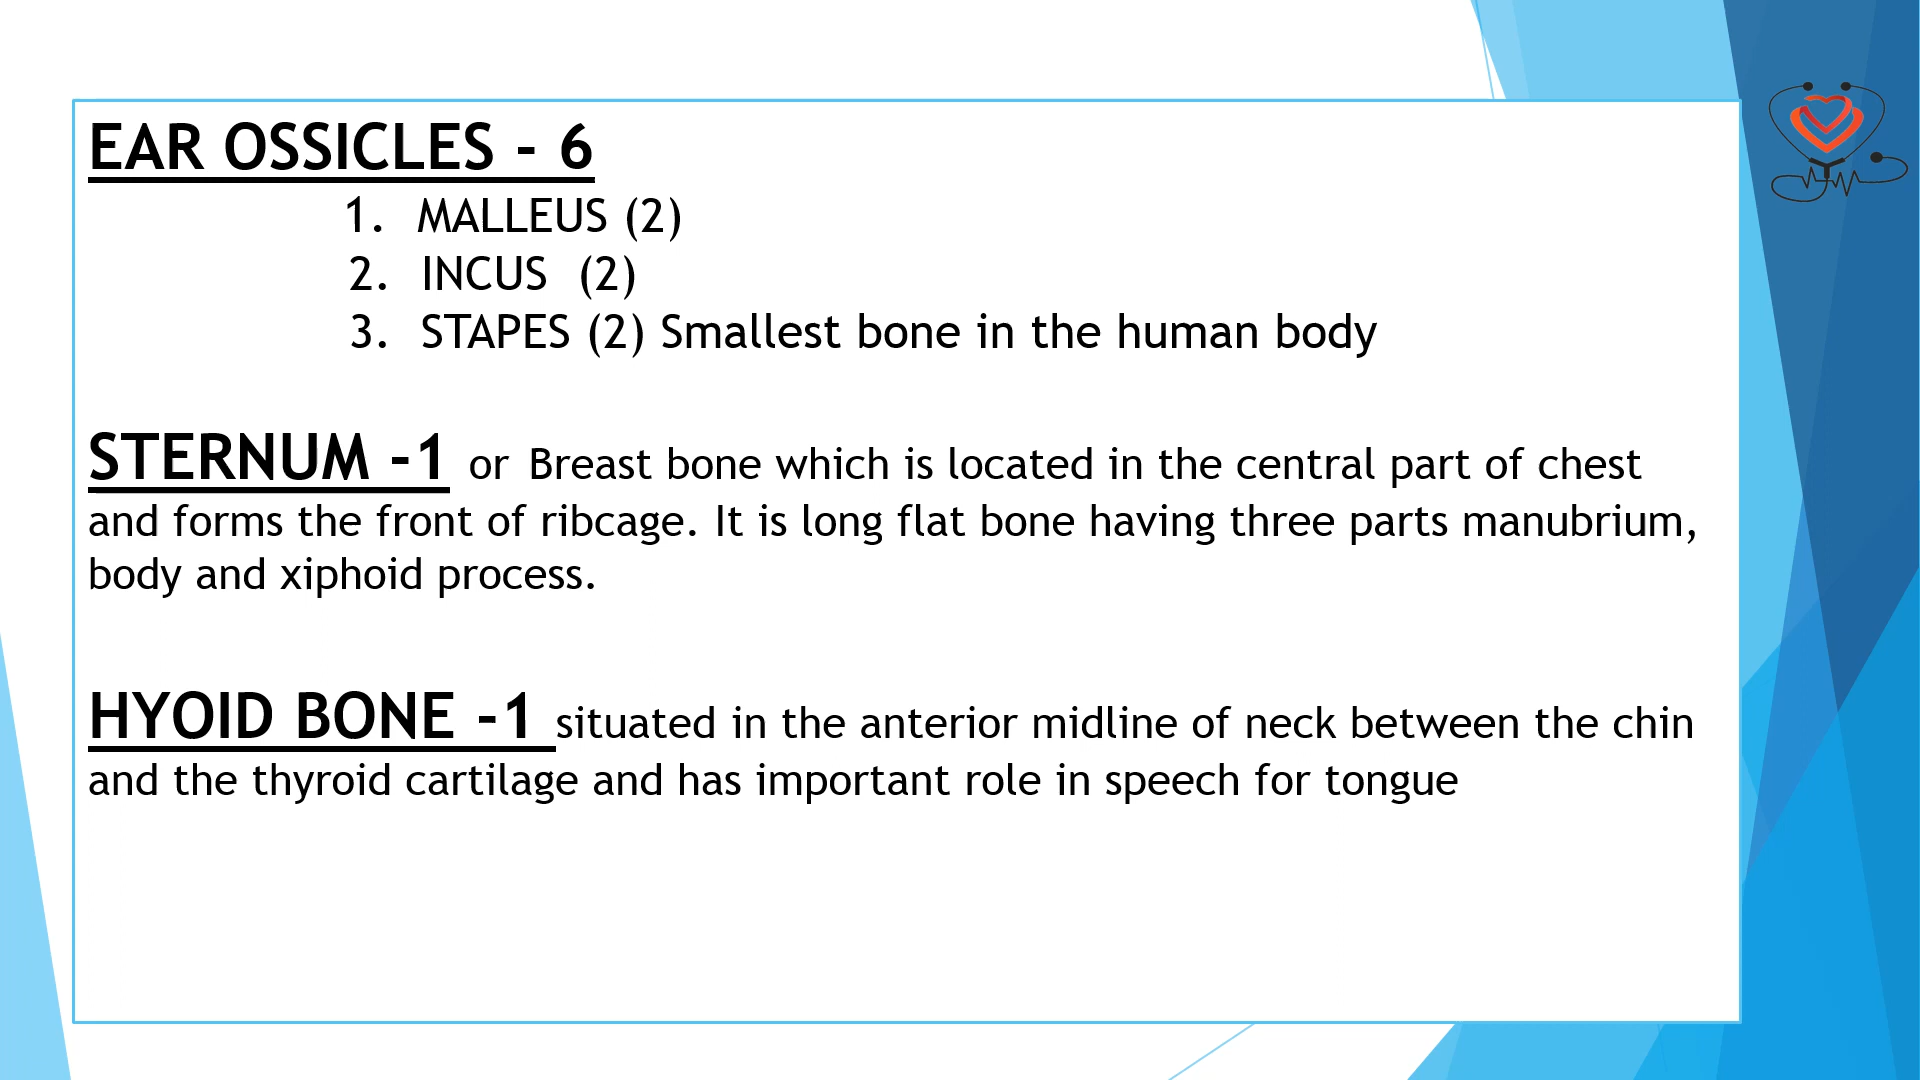 EAR OSSICLES - 6
1. MALLEUS (2)
2. INCUS (2)
3. STAPES (2) Smallest bone in the human body
STERNUM -1 or Breast bone which is located in the central part of chest
and forms the front of ribcage. It is long flat bone having three parts manubrium,
body and xiphoid process.
HYOID BONE -1 situated in the anterior midline of neck between the chin
and the thyroid cartilage and has important role in speech for tongue